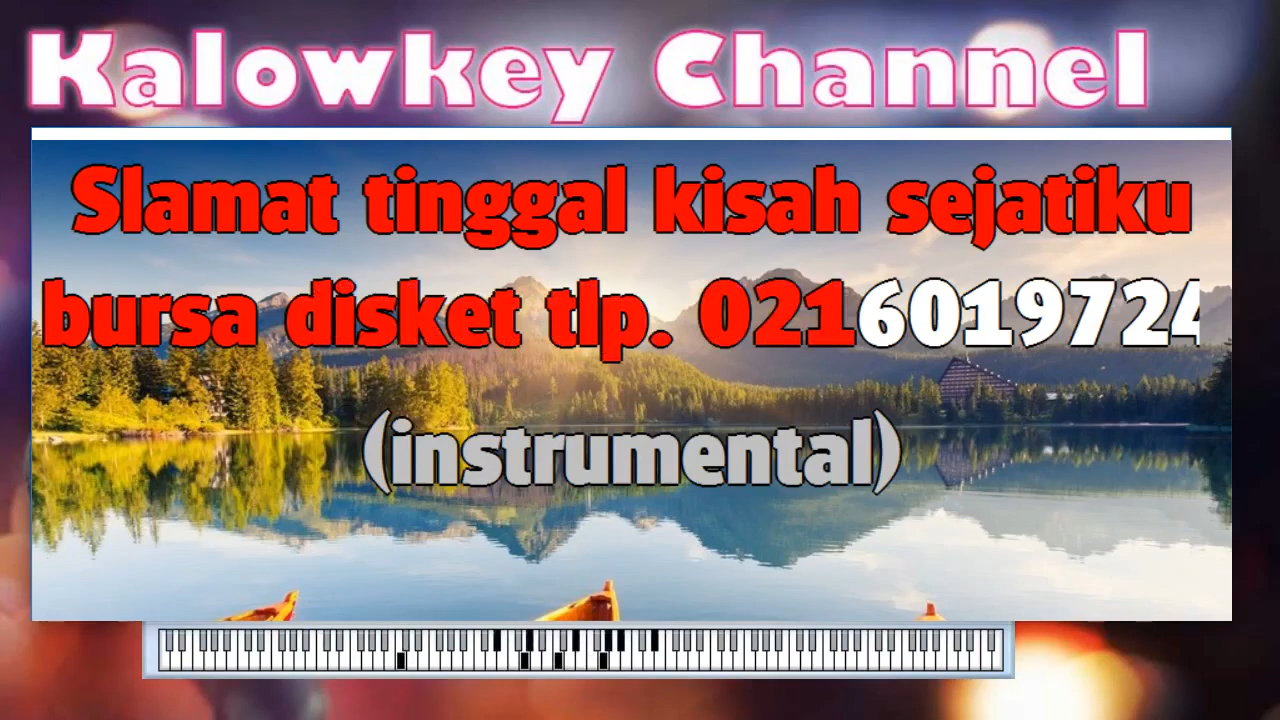 Kalowkey Channel
Slamat tinggal kisah sejatiku
bursa disket tlp. 0216019724
(instrumental)